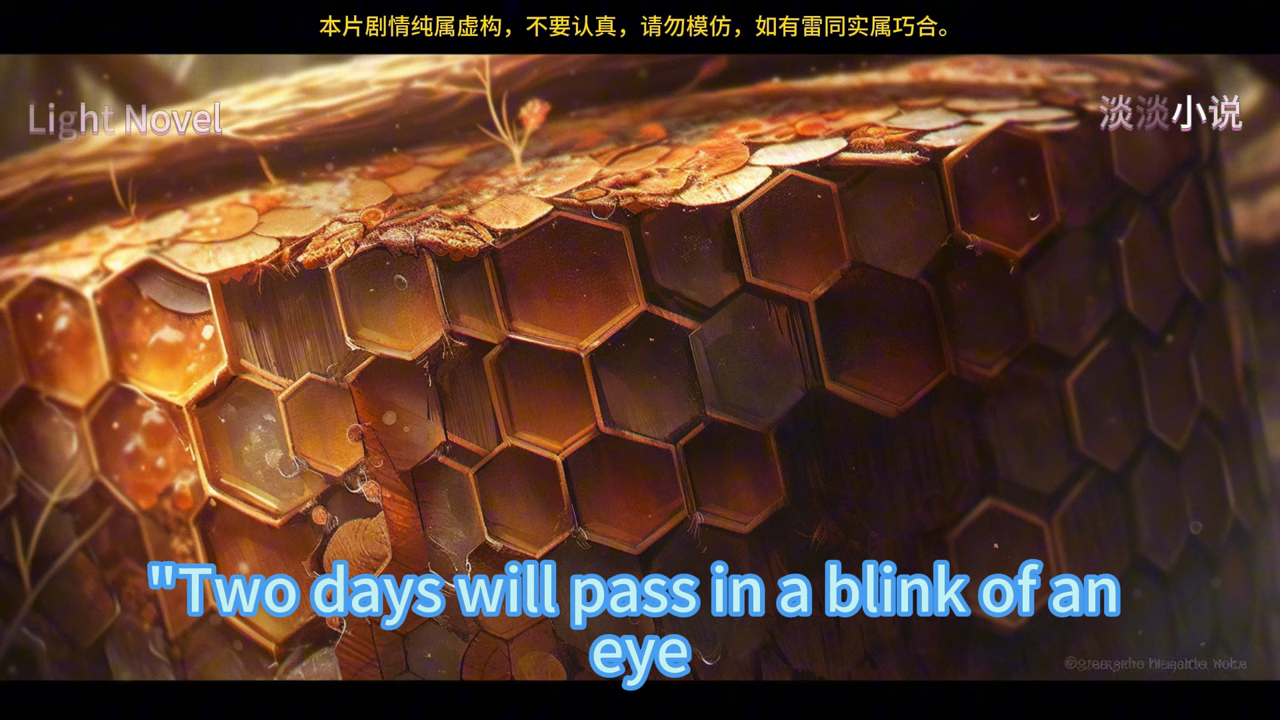 本片剧情纯属虚构，不要认真，请勿模仿，如有雷同实属巧合。
Light Novel
淡淡小说
"Two days will pass in a blink of an
eye